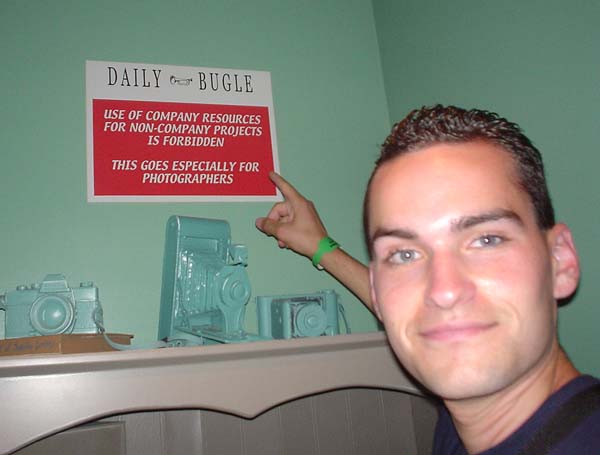 DAILY BUGLE
USE OF COMPANY RESOURCES
FOR NON-COMPANY PROJECTS
IS FORBIDDEN
THIS GOES ESPECIALLY FOR
PHOTOGRAPHERS